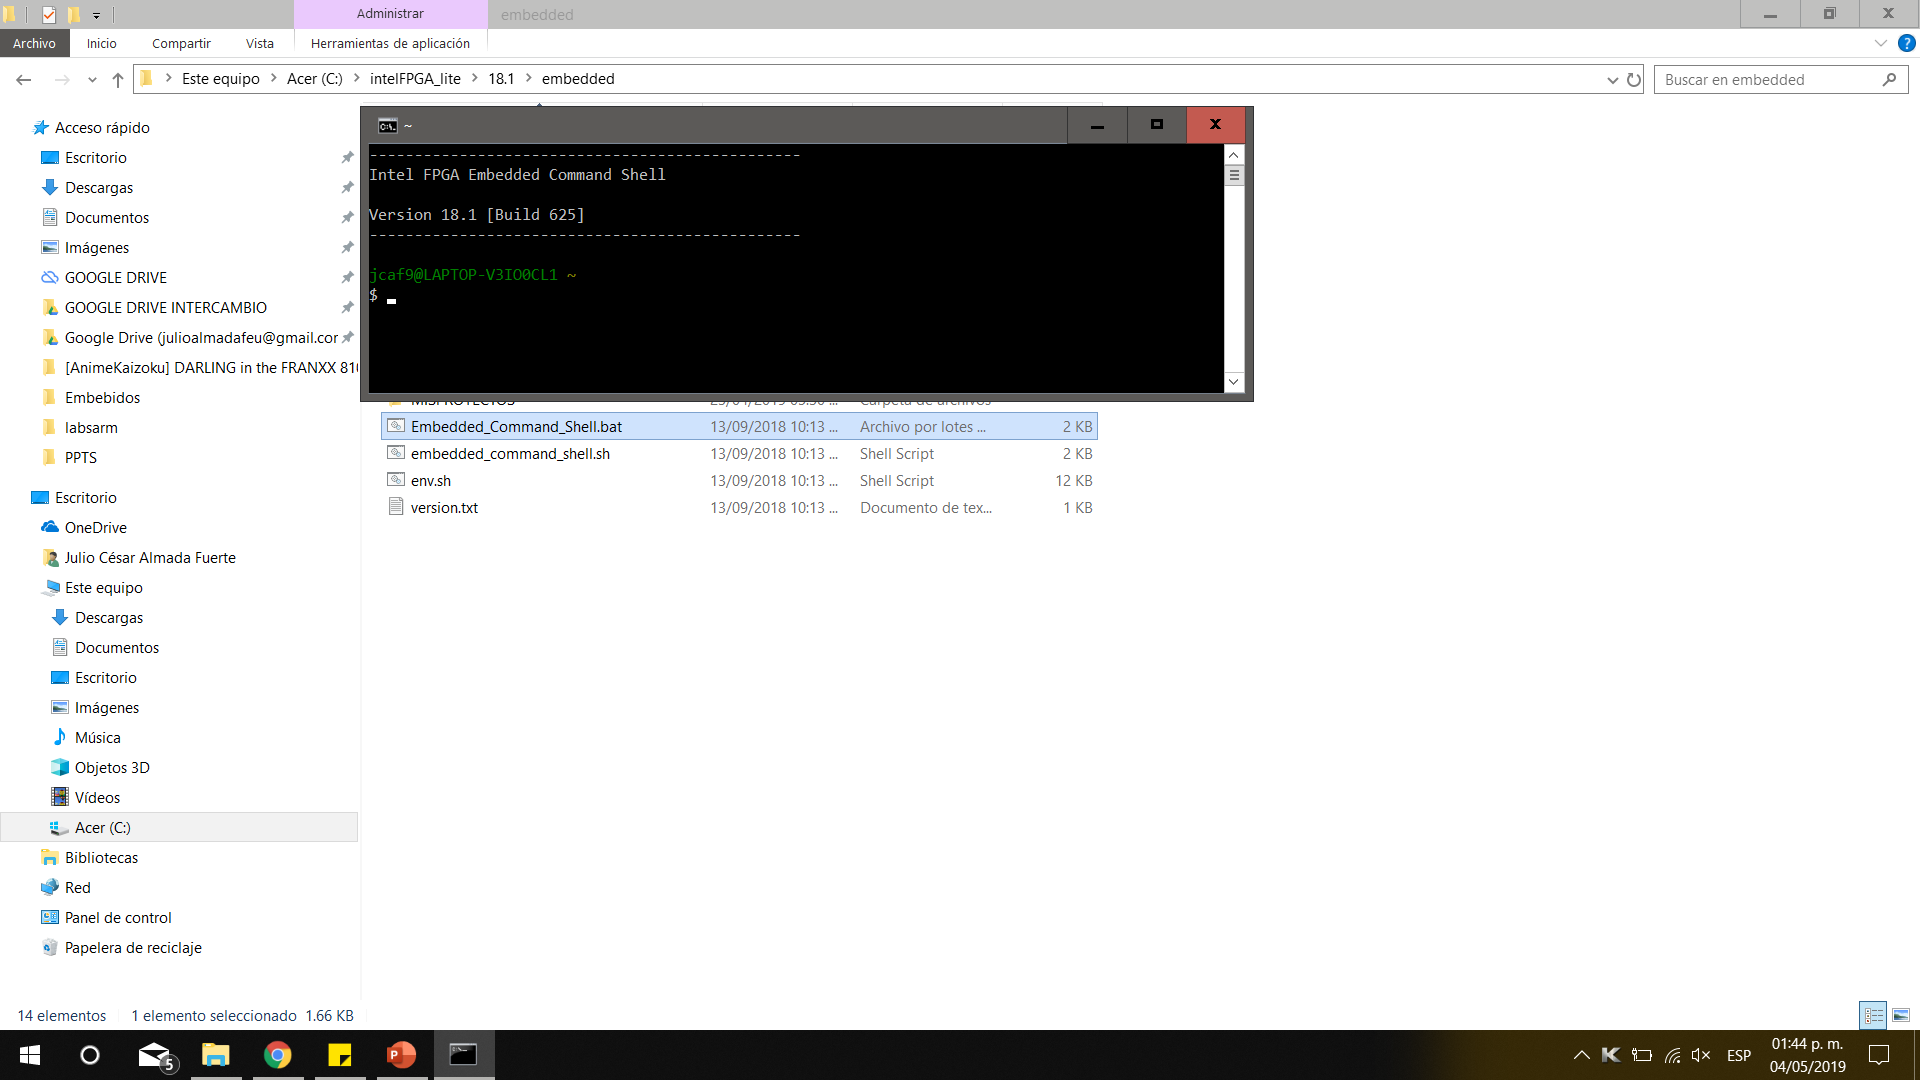 Administrar
embedded
Archivo
Inicio
Compartir
Vista
Herramientas de aplicación
Este equipo
Acer (C:)
intelFPGA_lite
18.1
embedded
Buscar en embedded
Acceso rápido
Escritorio
Descargas
Documentos
Imágenes
GOOGLE DRIVE
GOOGLE DRIVE INTERCAMBIO
Google Drive (julioalmadafeu@gmail.cor
[AnimeKaizoku] DARLING in the FRANXX 810
Embebidos
labsarm
PPTS
Escritorio
OneDrive
Julio César Almada Fuerte
Este equipo
Descargas
Documentos
Escritorio
Imágenes
Música
Objetos 3D
Vídeos
Acer (C:)
Bibliotecas
Red
Panel de control
Papelera de reciclaje
C:\. ~
------------------------------------------------
Intel FPGA Embedded Command Shell
Version 18.1 [Build 625]
------------------------------------------------
jcaf9@LAPTOP-V3IO0CL1 ~
$
Embedded_Command_Shell.bat 13/09/2018 10:13 ... Archivo por lotes ... 2 KB
embedded_command_shell.sh 13/09/2018 10:13 ... Shell Script 2 KB
env.sh 13/09/2018 10:13 ... Shell Script 12 KB
version.txt 13/09/2018 10:13 ... Documento de tex... 1 KB
14 elementos 1 elemento seleccionado 1.66 KB
5
ESP
01:44 p. m.
04/05/2019